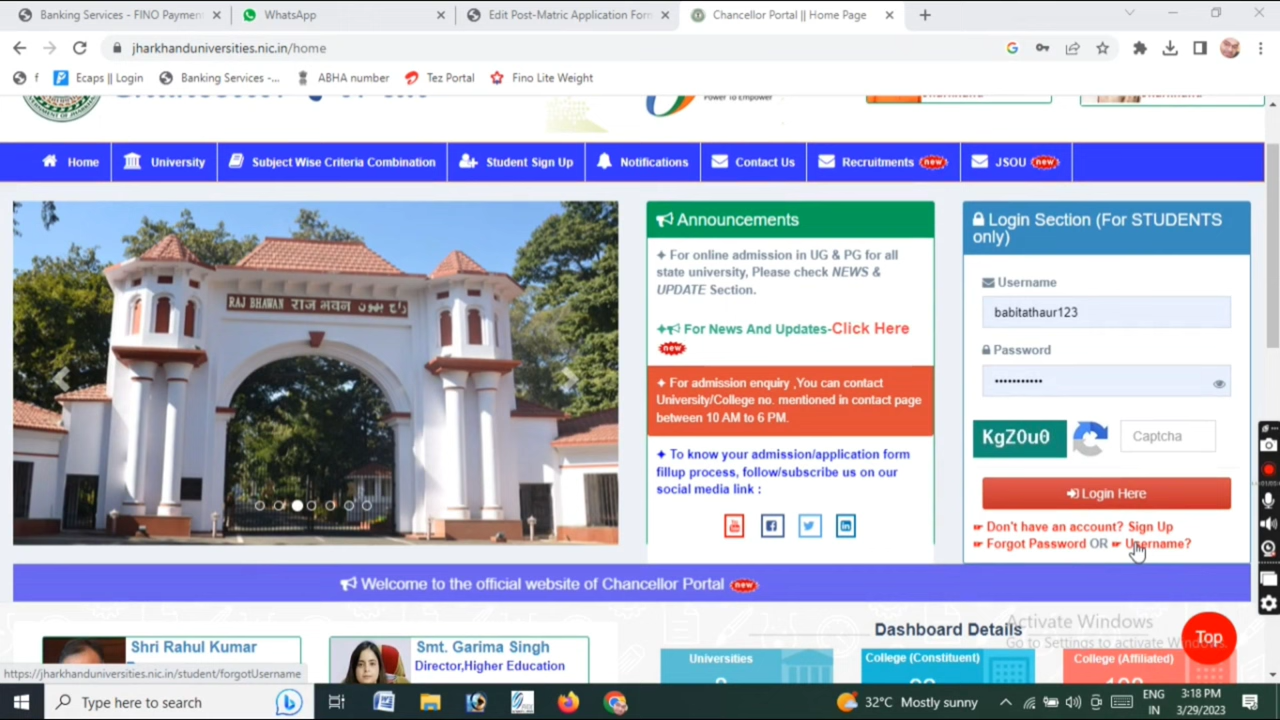 Banking Services - FINO Paymen
WhatsApp
Edit Post-Matric Application Form
Chancellor Portal || Home Page
jharkhanduniversities.nic.in/home
f
Ecaps || Login
Banking Services -...
ABHA number
Tez Portal
Fino Lite Weight
Power To Empower
Home
University
Subject Wise Criteria Combination
Student Sign Up
Notifications
Contact Us
Recruitments new
JSOU new
RAJ BHAWAN राज भवन
Announcements
For online admission in UG & PG for all
state university, Please check NEWS &
UPDATE Section.
For News And Updates-Click Here
new
For admission enquiry ,You can contact
University/College no. mentioned in contact page
between 10 AM to 6 PM.
To know your admission/application form
fillup process, follow/subscribe us on our
social media link :
Login Section (For STUDENTS
only)
Username
babitathaur123
Password
•••••••••••
KgZ0u0
Captcha
Login Here
Don't have an account? Sign Up
Forgot Password OR Username?
Welcome to the official website of Chancellor Portal new
Shri Rahul Kumar
Smt. Garima Singh
Director,Higher Education
Dashboard Details
Universities
College (Constituent)
College (Affiliated)
Activate Windows
Go to Settings to activate Windows.
Top
https://jharkhanduniversities.nic.in/student/forgotUsername
Type here to search
32°C Mostly sunny
ENG
IN
3:18 PM
3/29/2023